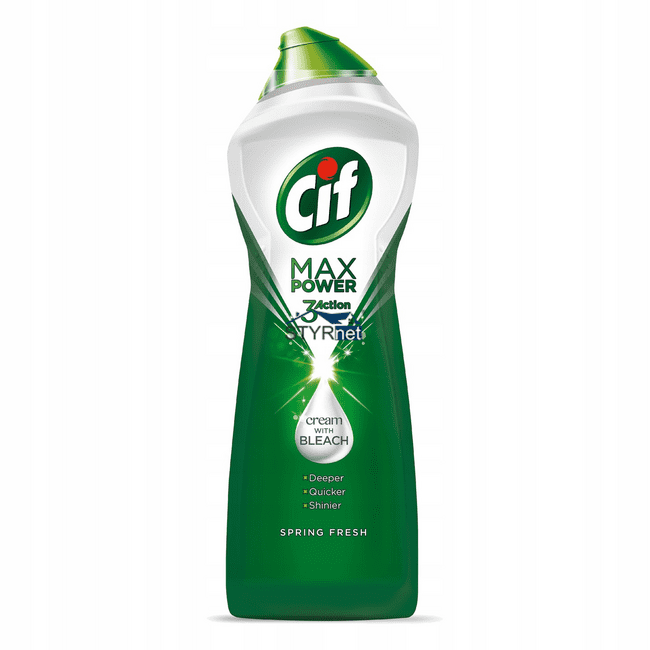 Cif
MAX
POWER
3 Action
STYRnet
cream
WITH
BLEACH
Deeper
Quicker
Shinier
SPRING FRESH